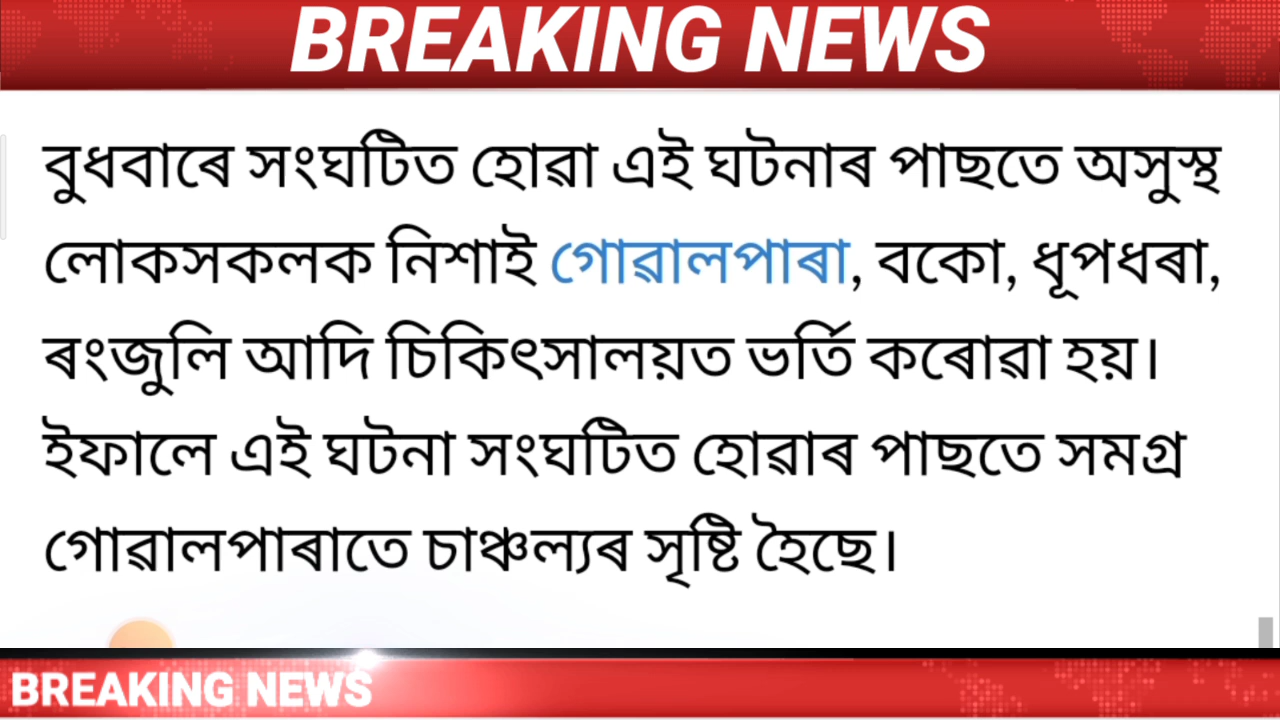 BREAKING NEWS
বুধবাৰে সংঘটিত হোৱা এই ঘটনাৰ পাছতে অসুস্থ
লোকসকলক নিশাই গোৱালপাৰা, বকো, ধূপধৰা,
ৰংজুলি আদি চিকিৎসালয়ত ভৰ্তি কৰোৱা হয়।
ইফালে এই ঘটনা সংঘটিত হোৱাৰ পাছতে সমগ্ৰ
গোৱালপাৰাতে চাঞ্চল্যৰ সৃষ্টি হৈছে।
BREAKING NEWS